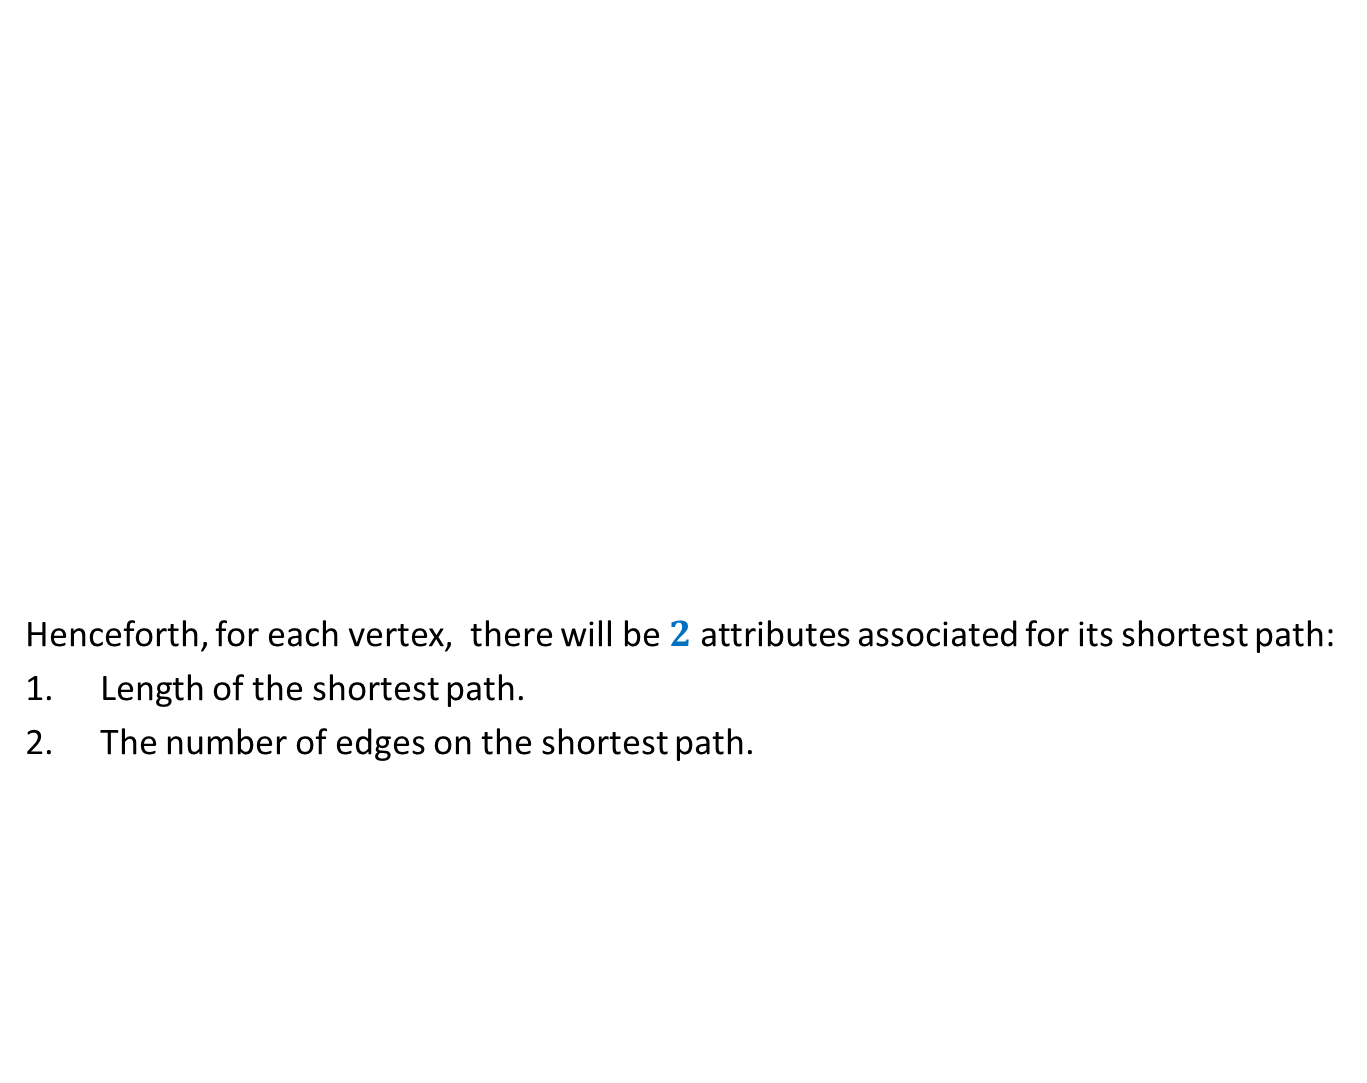 Henceforth, for each vertex, there will be 2 attributes associated for its shortest path:
1. Length of the shortest path.
2. The number of edges on the shortest path.